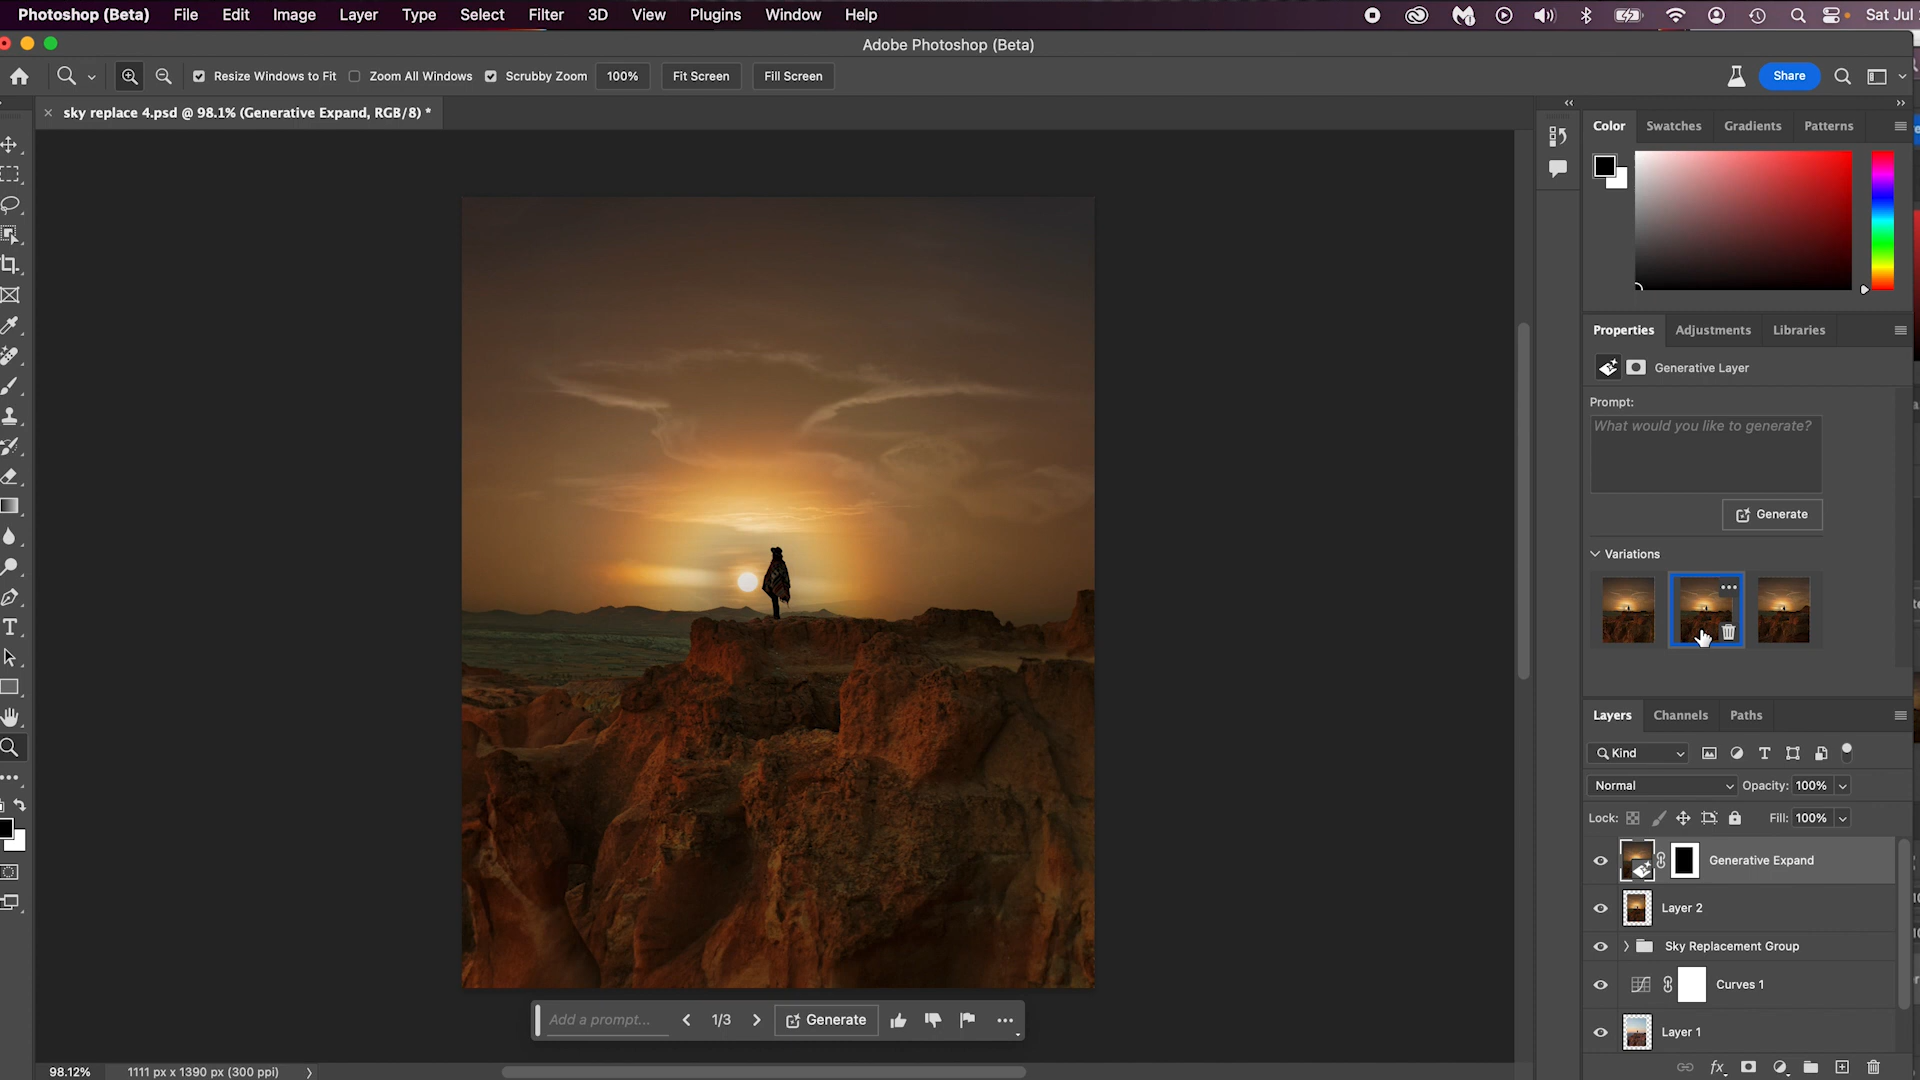 Photoshop (Beta) File Edit Image Layer Type Select Filter 3D View Plugins Window Help Sat Jul
Adobe Photoshop (Beta)
Resize Windows to Fit Zoom All Windows Scrubby Zoom 100% Fit Screen Fill Screen Share
sky replace 4.psd @ 98.1% (Generative Expand, RGB/8) *
Color Swatches Gradients Patterns
Properties Adjustments Libraries
Generative Layer
Prompt:
What would you like to generate?
Generate
Variations
Layers Channels Paths
Kind
Normal Opacity: 100%
Lock: Fill: 100%
Generative Expand
Layer 2
Sky Replacement Group
Curves 1
Layer 1
Add a prompt... 1/3 Generate
98.12% 1111 px x 1390 px (300 ppi)